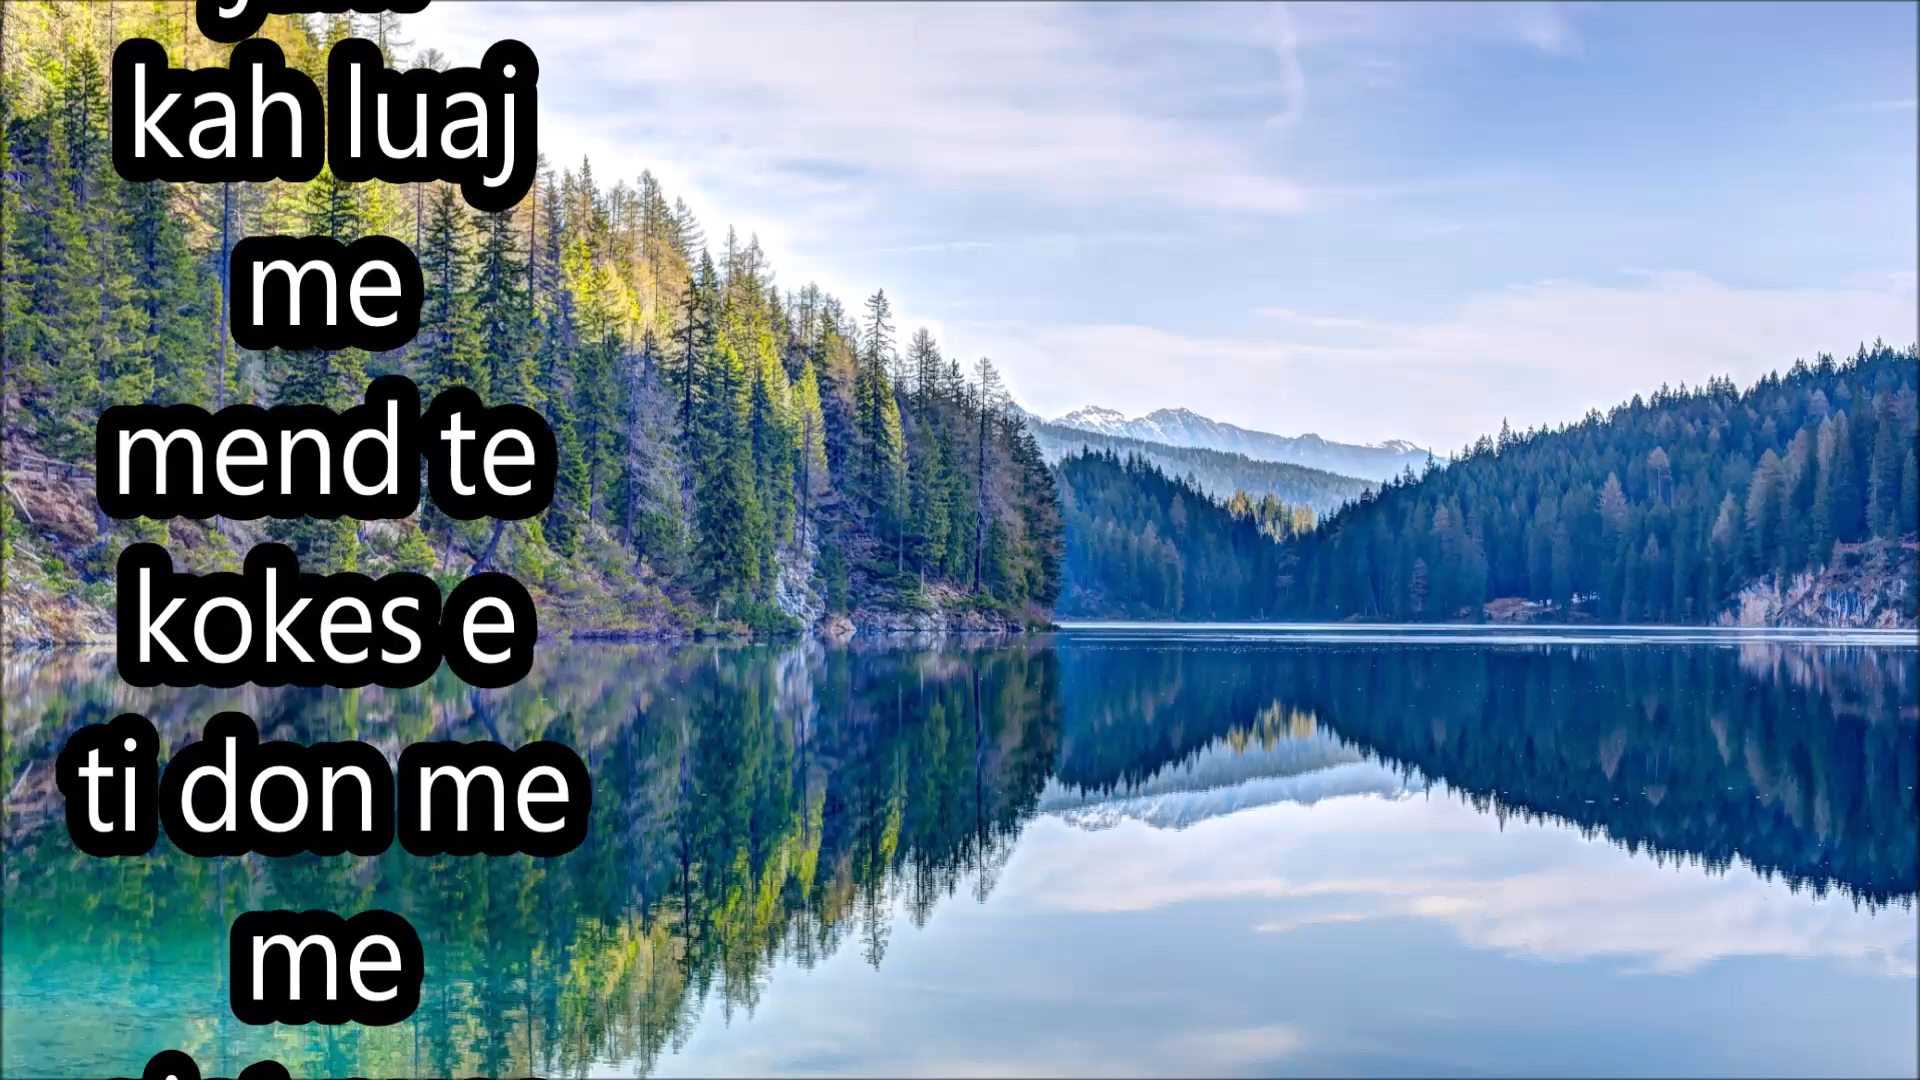 kah luaj
me
mend te
kokes e
ti don me
me